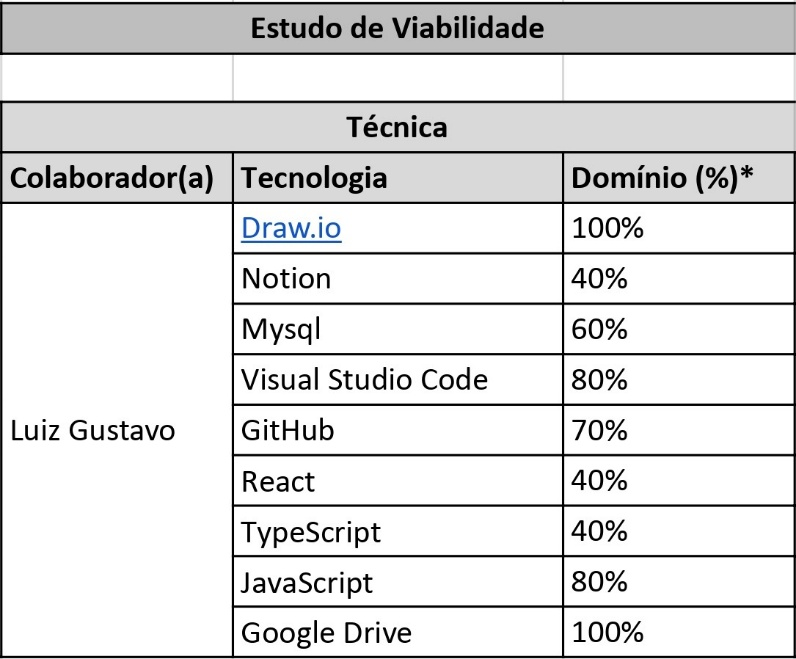 Estudo de Viabilidade
Técnica
Colaborador(a) Tecnologia Domínio (%)*
Draw.io 100%
Notion 40%
Mysql 60%
Visual Studio Code 80%
Luiz Gustavo GitHub 70%
React 40%
TypeScript 40%
JavaScript 80%
Google Drive 100%